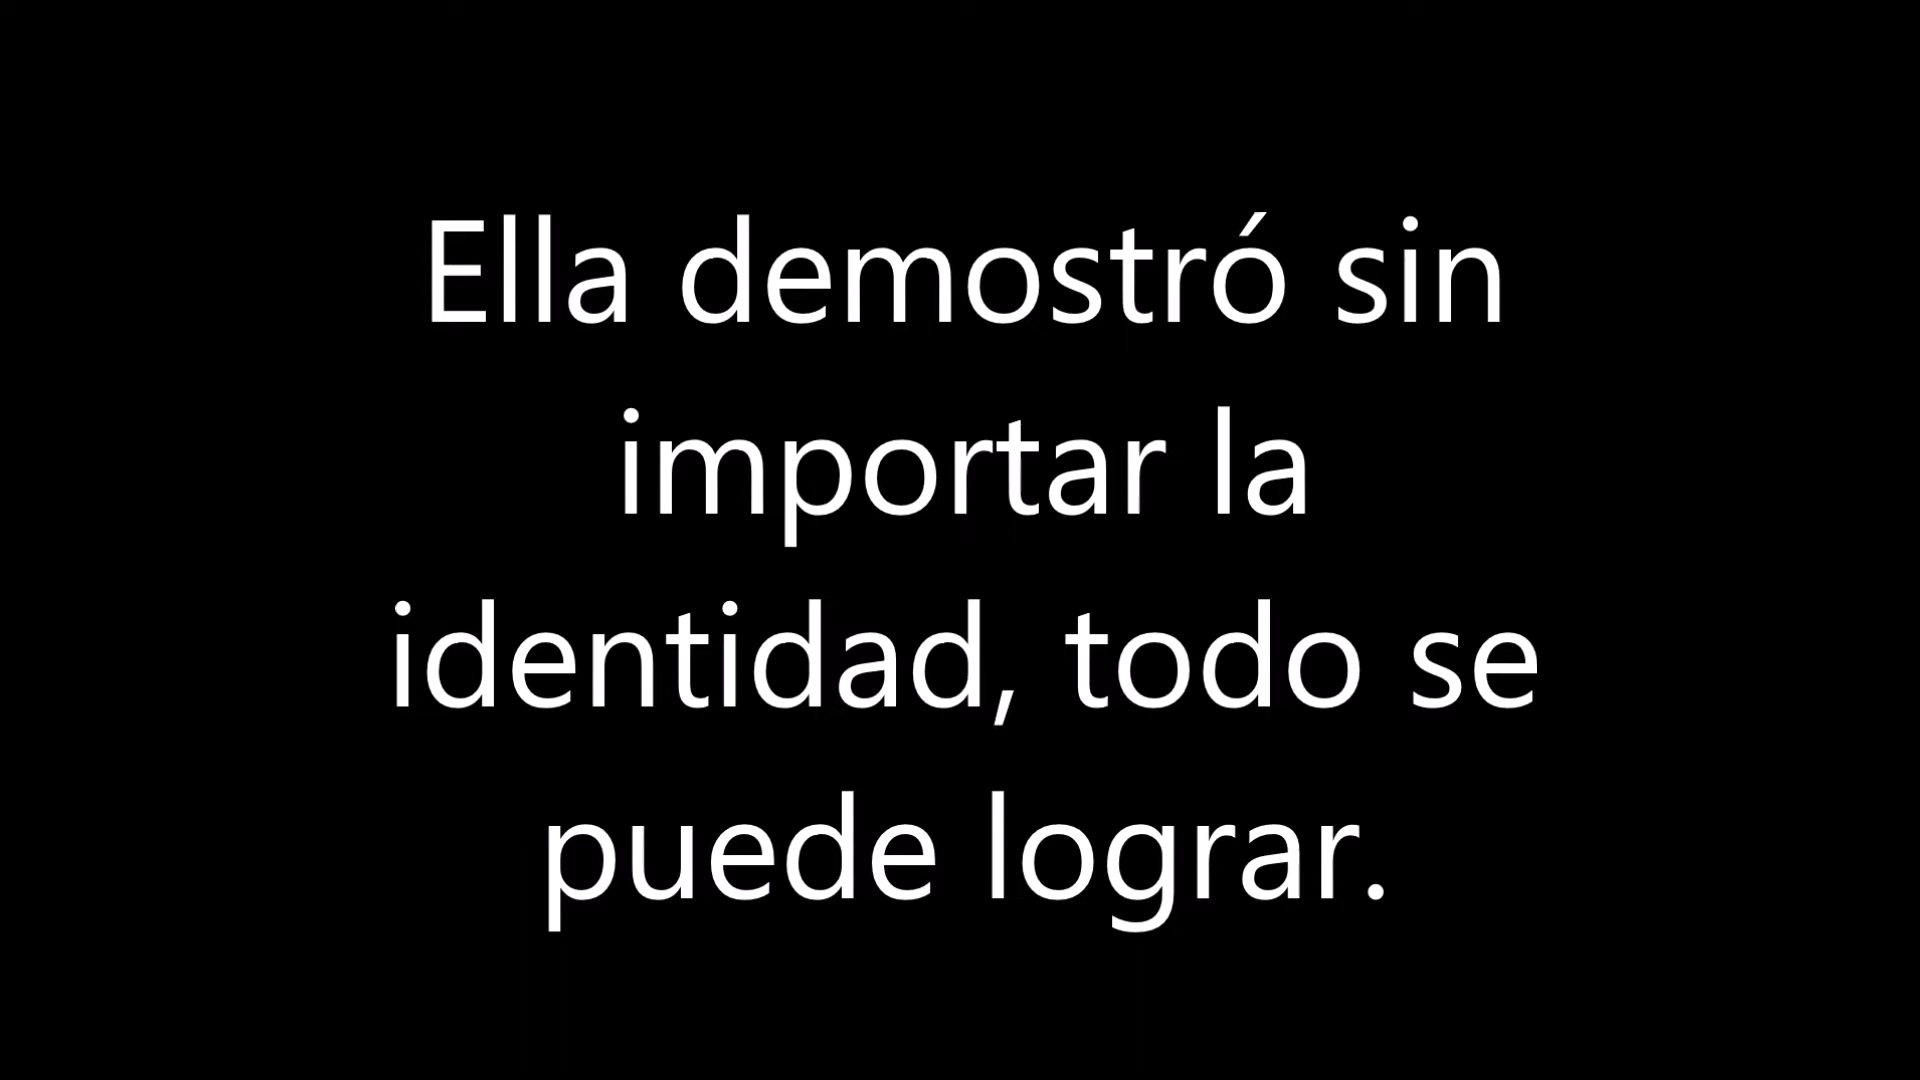 Ella demostró sin
importar la
identidad, todo se
puede lograr.